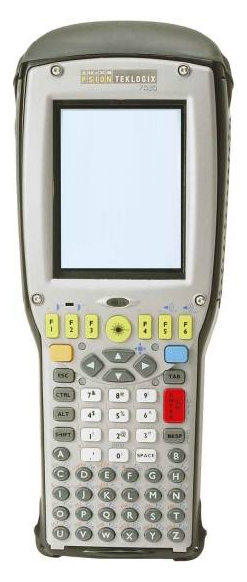 PSION TEKLOGIX
7035
F1 F2 F3 F4 F5 F6
ESC TAB
CTRL 7 8 9
ALT 4 5 6
SHIFT 1 2 3 BKSP
. 0 SPACE
A B
C D E F G H
I J K L M N
O P Q R S T
U V W X Y Z